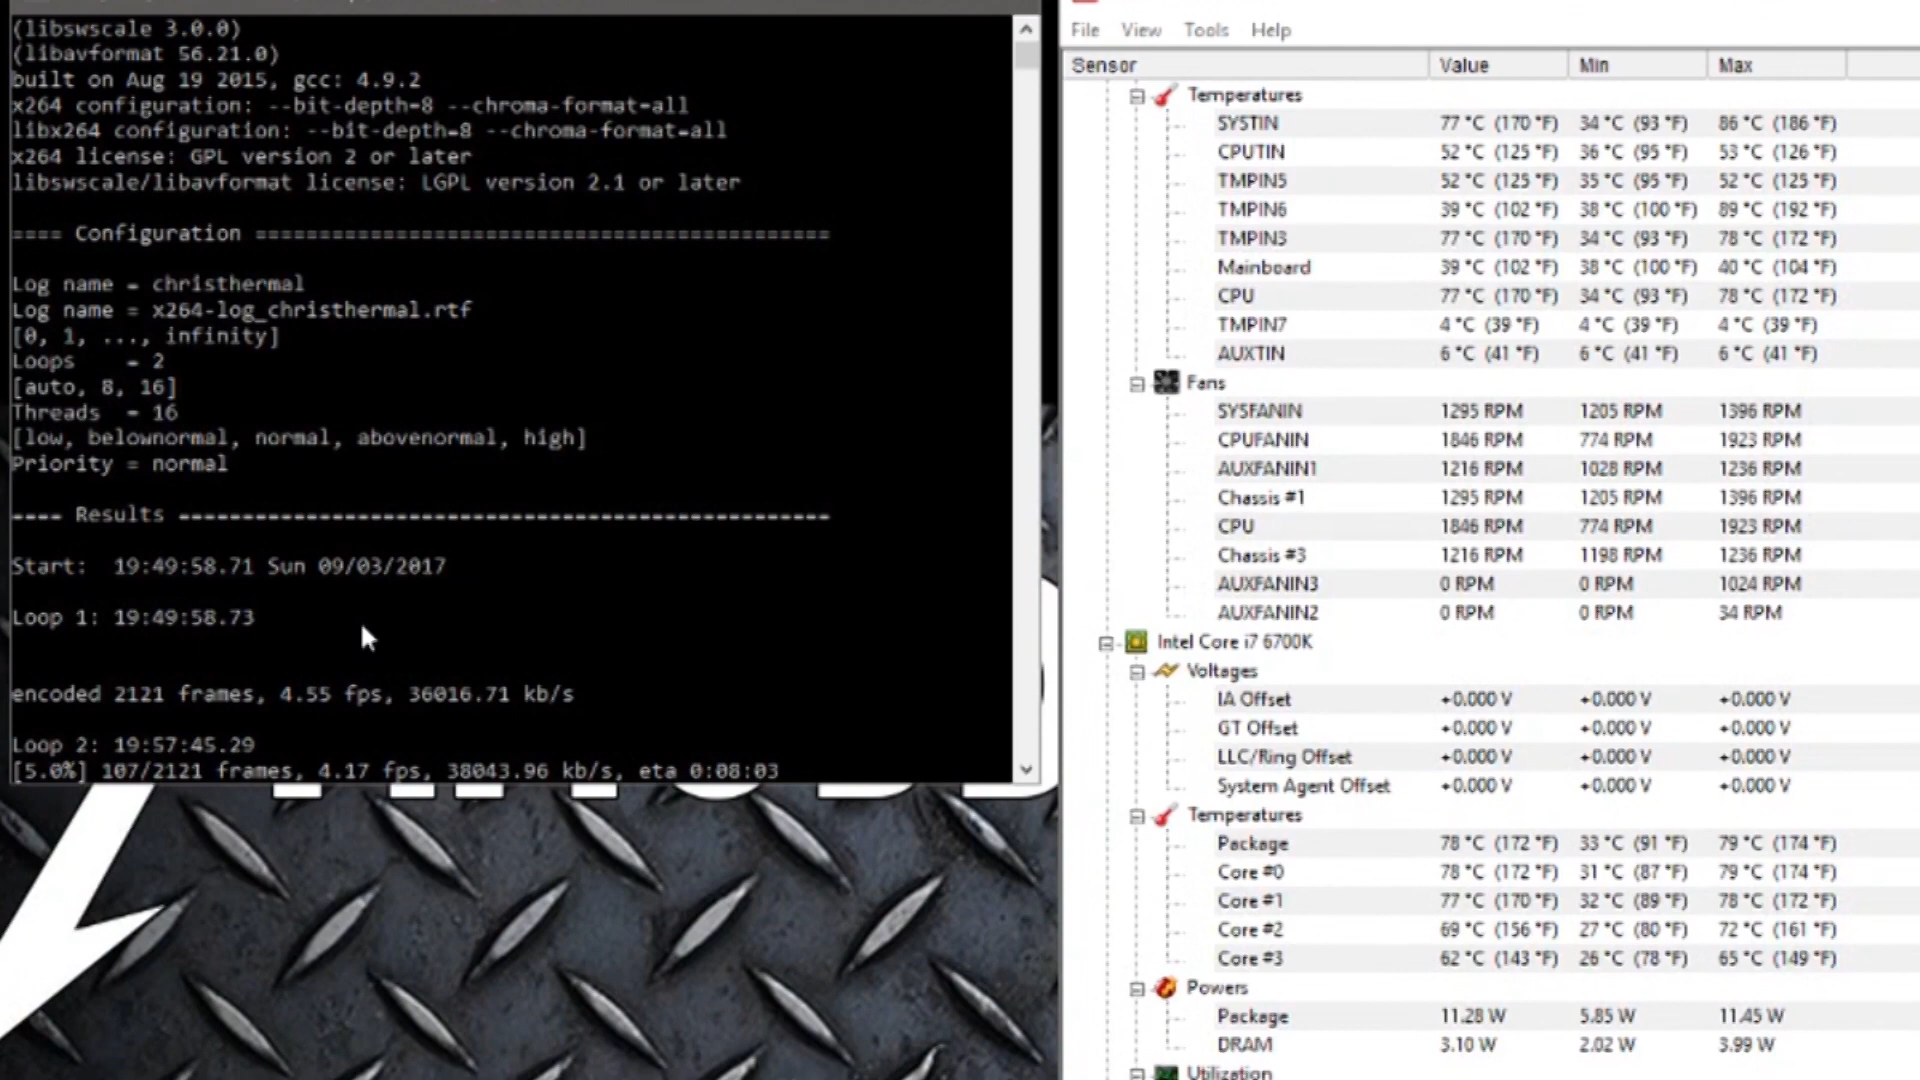 (libswscale 3.0.0)
(libavformat 56.21.0)
built on Aug 19 2015, gcc: 4.9.2
x264 configuration: --bit-depth=8 --chroma-format=all
libx264 configuration: --bit-depth=8 --chroma-format=all
x264 license: GPL version 2 or later
libswscale/libavformat license: LGPL version 2.1 or later
==== Configuration =============================================
Log name = christhermal
Log name = x264-log_christhermal.rtf
[0, 1, ..., infinity]
Loops = 2
[auto, 8, 16]
Threads = 16
[low, belownormal, normal, abovenormal, high]
Priority = normal
---- Results ---------------------------------------------------
Start: 19:49:58.71 Sun 09/03/2017
Loop 1: 19:49:58.73
encoded 2121 frames, 4.55 fps, 36016.71 kb/s
Loop 2: 19:57:45.29
[5.0%] 107/2121 frames, 4.17 fps, 38043.96 kb/s, eta 0:08:03
File View Tools Help
Sensor Value Min Max
Temperatures
SYSTIN 77 °C (170 °F) 34 °C (93 °F) 86 °C (186 °F)
CPUTIN 52 °C (125 °F) 36 °C (95 °F) 53 °C (126 °F)
TMPIN5 52 °C (125 °F) 35 °C (95 °F) 52 °C (125 °F)
TMPIN6 39 °C (102 °F) 38 °C (100 °F) 89 °C (192 °F)
TMPIN3 77 °C (170 °F) 34 °C (93 °F) 78 °C (172 °F)
Mainboard 39 °C (102 °F) 38 °C (100 °F) 40 °C (104 °F)
CPU 77 °C (170 °F) 34 °C (93 °F) 78 °C (172 °F)
TMPIN7 4 °C (39 °F) 4 °C (39 °F) 4 °C (39 °F)
AUXTIN 6 °C (41 °F) 6 °C (41 °F) 6 °C (41 °F)
Fans
SYSFANIN 1295 RPM 1205 RPM 1396 RPM
CPUFANIN 1846 RPM 774 RPM 1923 RPM
AUXFANIN1 1216 RPM 1028 RPM 1236 RPM
Chassis #1 1295 RPM 1205 RPM 1396 RPM
CPU 1846 RPM 774 RPM 1923 RPM
Chassis #3 1216 RPM 1198 RPM 1236 RPM
AUXFANIN3 0 RPM 0 RPM 1024 RPM
AUXFANIN2 0 RPM 0 RPM 34 RPM
Intel Core i7 6700K
Voltages
IA Offset +0.000 V +0.000 V +0.000 V
GT Offset +0.000 V +0.000 V +0.000 V
LLC/Ring Offset +0.000 V +0.000 V +0.000 V
System Agent Offset +0.000 V +0.000 V +0.000 V
Temperatures
Package 78 °C (172 °F) 33 °C (91 °F) 79 °C (174 °F)
Core #0 78 °C (172 °F) 31 °C (87 °F) 79 °C (174 °F)
Core #1 77 °C (170 °F) 32 °C (89 °F) 78 °C (172 °F)
Core #2 69 °C (156 °F) 27 °C (80 °F) 72 °C (161 °F)
Core #3 62 °C (143 °F) 26 °C (78 °F) 65 °C (149 °F)
Powers
Package 11.28 W 5.85 W 11.45 W
DRAM 3.10 W 2.02 W 3.99 W
Utilization